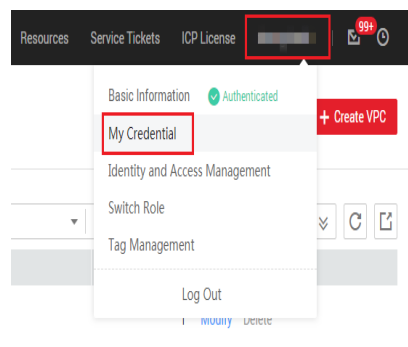 Resources Service Tickets ICP License 99+
Basic Information Authenticated
+ Create VPC
My Credential
Identity and Access Management
Switch Role
Tag Management
Log Out
1 Modify Delete